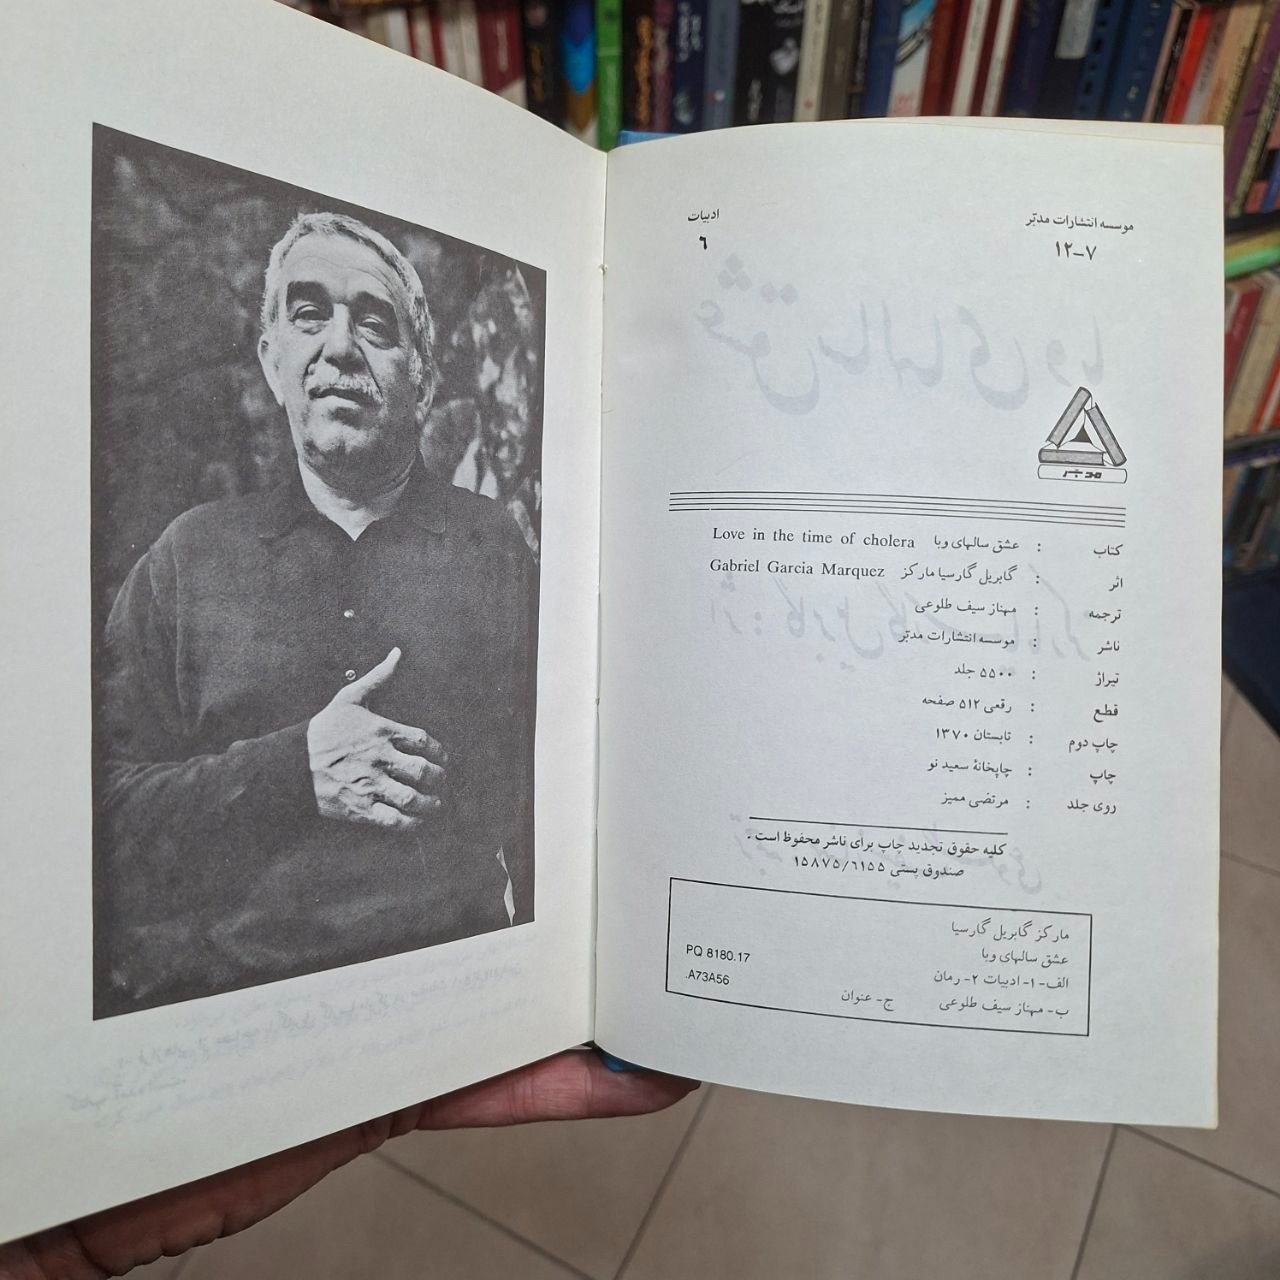 موسسه انتشارات مدبّر
۱۲-۷
ادبیات
٦
مدبر
کتاب : عشق سالهای وبا Love in the time of cholera
اثر : گابریل گارسیا مارکز Gabriel Garcia Marquez
ترجمه : مهناز سیف طلوعی
ناشر : موسسه انتشارات مدبّر
تیراژ : ۵۵۰۰ جلد
قطع : رقعی ۵۱۲ صفحه
چاپ دوم : تابستان ۱۳۷۰
چاپ : چاپخانهٔ سعید نو
روی جلد : مرتضی ممیز
کلیه حقوق تجدید چاپ برای ناشر محفوظ است .
صندوق پستی ۱۵۸۷۵/۶۱۵۵
مارکز گابریل گارسیا
عشق سالهای وبا
الف- ۱- ادبیات ۲- رمان
ب- مهناز سیف طلوعی ج- عنوان
PQ 8180.17
.A73A56